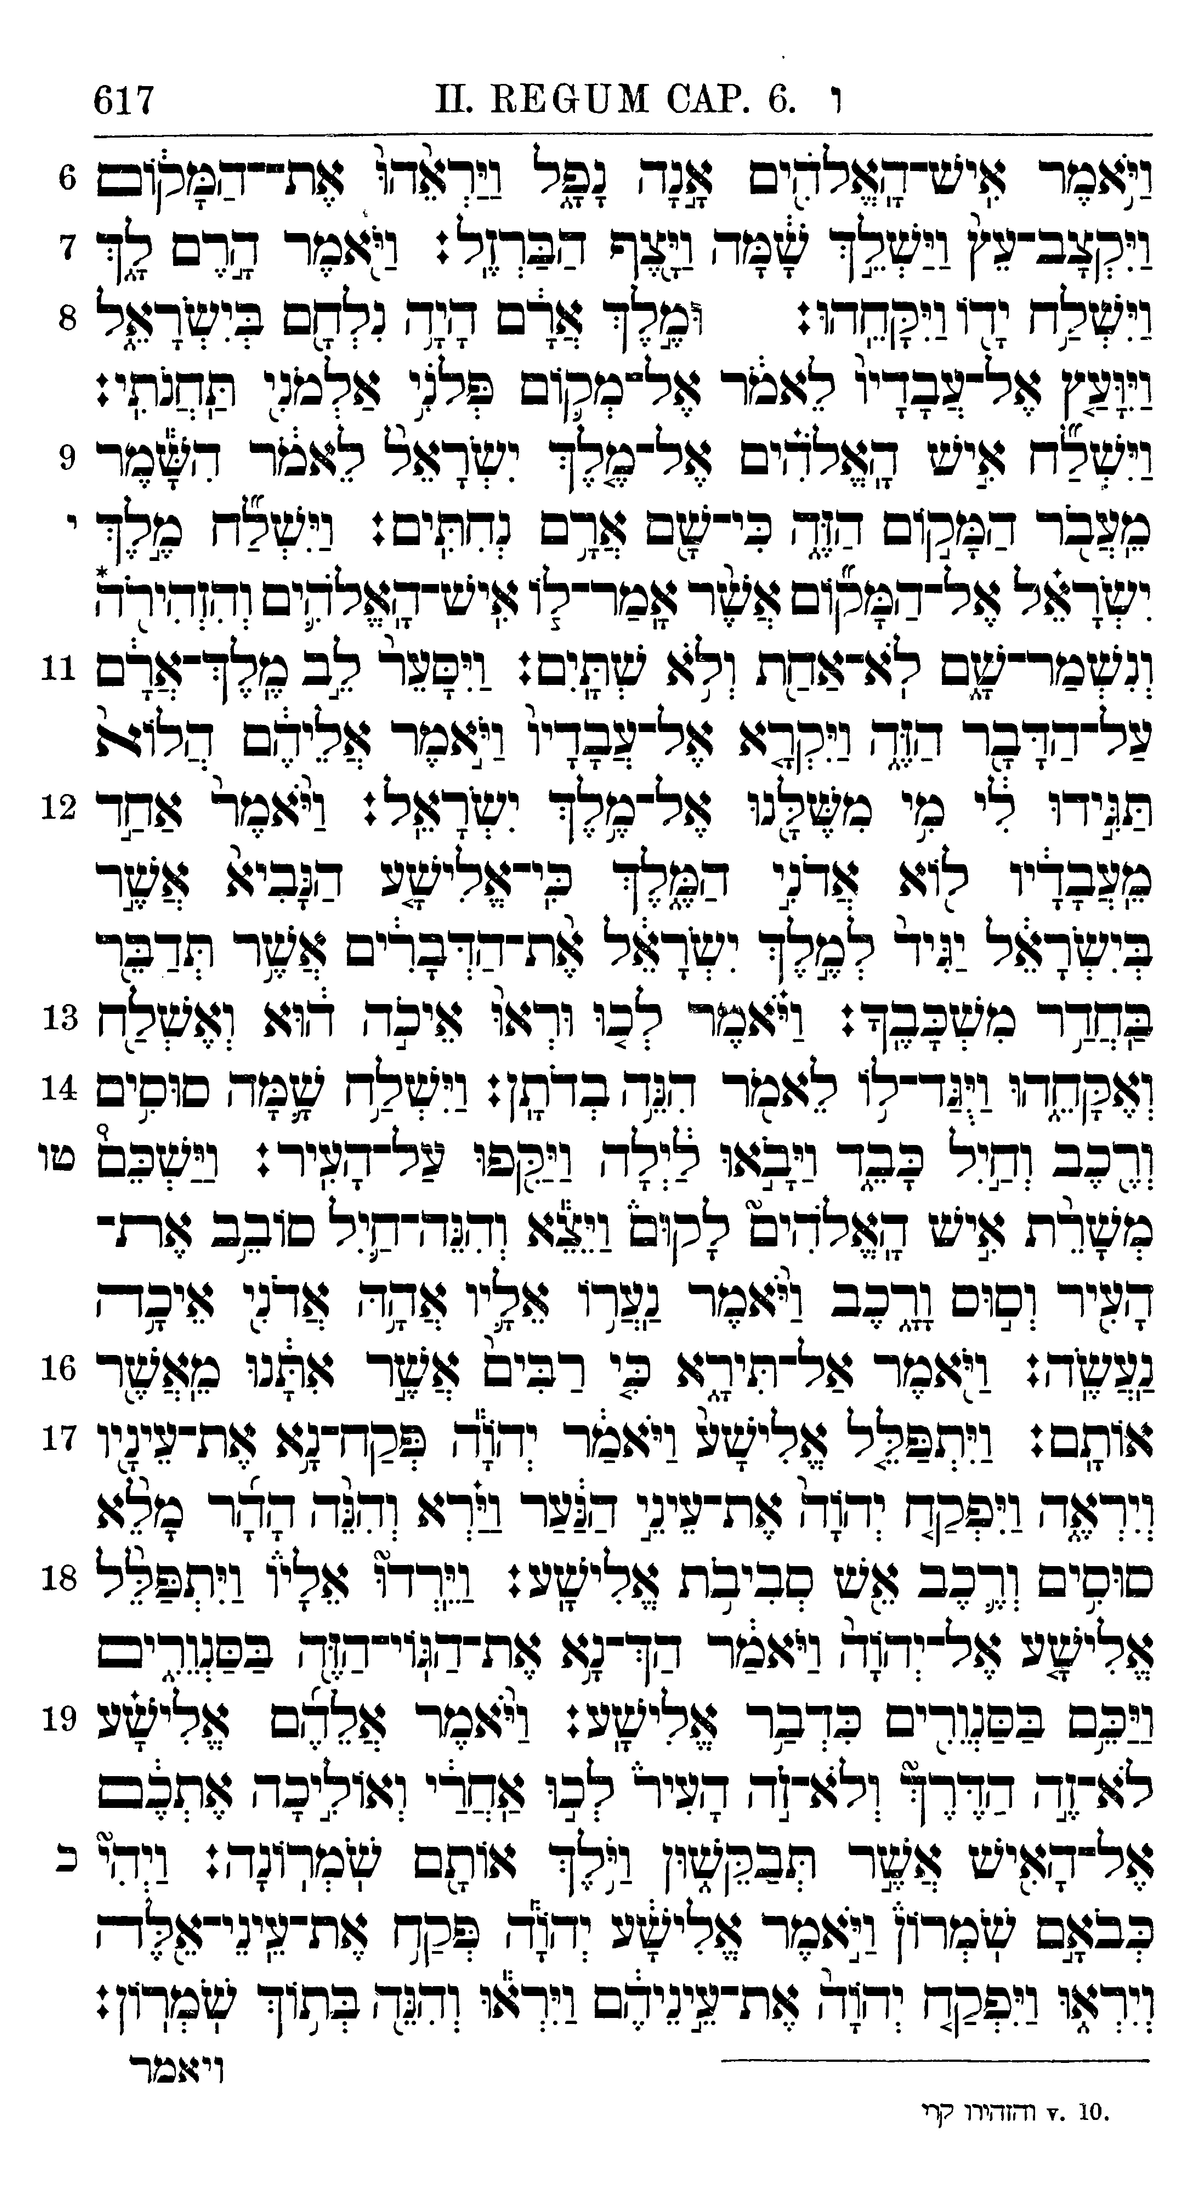 617 II. REGUM CAP. 6. ו
6 וַיֹּ֥אמֶר אִישׁ־הָאֱלֹהִ֖ים אָ֣נָה נָפָ֑ל וַיַּרְאֵ֙הוּ֙ אֶת־הַמָּק֔וֹם
7 וַיִּקְצָב־עֵץ֙ וַיַּשְׁלֵ֣ךְ שָׁ֔מָּה וַיָּ֖צֶף הַבַּרְזֶֽל׃ וַיֹּ֖אמֶר הָ֣רֶם לָ֑ךְ
8 וַיִּשְׁלַ֥ח יָד֖וֹ וַיִּקָּחֵֽהוּ׃ וּמֶ֣לֶךְ אֲרָ֔ם הָיָ֥ה נִלְחָ֖ם בְּיִשְׂרָאֵ֑ל
וַיִּוָּעַץ֙ אֶל־עֲבָדָ֣יו לֵאמֹ֔ר אֶל־מְק֛וֹם פְּלֹנִ֥י אַלְמֹנִ֖י תַּחֲנֹתִֽי׃
9 וַיִּשְׁלַ֞ח אִ֣ישׁ הָאֱלֹהִ֗ים אֶל־מֶ֤לֶךְ יִשְׂרָאֵל֙ לֵאמֹ֔ר הִשָּׁ֕מֶר
י מֵעֲבֹ֖ר הַמָּק֣וֹם הַזֶּ֑ה כִּי־שָׁ֖ם אֲרָ֥ם נְחִתִּֽים׃ וַיִּשְׁלַ֞ח מֶ֣לֶךְ
יִשְׂרָאֵ֗ל אֶֽל־הַמָּק֞וֹם אֲשֶׁ֨ר אָֽמַר־ל֧וֹ אִישׁ־הָאֱלֹהִ֛ים וְהִזְהִירֹ֖ה*
11 וְנִשְׁמַר־שָׁ֑ם לֹֽא־אַחַ֖ת וְלֹ֥א שְׁתָּֽיִם׃ וַיִּסָּעֵר֙ לֵ֣ב מֶֽלֶךְ־אֲרָ֔ם
עַל־הַדָּבָ֖ר הַזֶּ֑ה וַיִּקְרָ֤א אֶל־עֲבָדָיו֙ וַיֹּ֣אמֶר אֲלֵיהֶ֔ם הֲלוֹא֙
12 תַּגִּ֣ידוּ לִ֔י מִ֥י מִשֶּׁלָּ֖נוּ אֶל־מֶ֥לֶךְ יִשְׂרָאֵֽל׃ וַיֹּ֙אמֶר֙ אַחַ֣ד
מֵֽעֲבָדָ֔יו ל֖וֹא אֲדֹנִ֣י הַמֶּ֑לֶךְ כִּֽי־אֱלִישָׁ֤ע הַנָּבִיא֙ אֲשֶׁ֣ר
בְּיִשְׂרָאֵ֔ל יַגִּיד֙ לְמֶ֣לֶךְ יִשְׂרָאֵ֔ל אֶ֨ת־הַדְּבָרִ֔ים אֲשֶׁ֥ר תְּדַבֵּ֖ר
13 בַּחֲדַ֥ר מִשְׁכָּבֶֽךָ׃ וַיֹּ֗אמֶר לְכ֤וּ וּרְאוּ֙ אֵיכֹ֣ה ה֔וּא וְאֶשְׁלַ֖ח
14 וְאֶקָּחֵ֑הוּ וַיֻּגַּד־ל֥וֹ לֵאמֹ֖ר הִנֵּ֥ה בְדֹתָֽן׃ וַיִּשְׁלַח־שָׁ֛מָּה סוּסִ֥ים
טו וְרֶ֖כֶב וְחַ֣יִל כָּבֵ֑ד וַיָּבֹ֣אוּ לַ֔יְלָה וַיַּקִּ֖פוּ עַל־הָעִֽיר׃ וַ֠יַּשְׁכֵּם
מְשָׁרֵ֨ת אִ֥ישׁ הָֽאֱלֹהִים֮ לָקוּם֒ וַיֵּצֵ֕א וְהִנֵּה־חַ֛יִל סוֹבֵ֥ב אֶת־
הָעִ֖יר וְס֣וּס וָרָ֑כֶב וַיֹּ֨אמֶר נַעֲר֥וֹ אֵלָ֛יו אֲהָ֥הּ אֲדֹנִ֖י אֵיכָ֥ה
16 נַֽעֲשֶֽׂה׃ וַיֹּ֖אמֶר אַל־תִּירָ֑א כִּ֚י רַבִּים֙ אֲשֶׁ֣ר אִתָּ֔נוּ מֵאֲשֶׁ֖ר
17 אוֹתָֽם׃ וַיִּתְפַּלֵּ֤ל אֱלִישָׁע֙ וַיֹּאמַ֔ר יְהוָ֕ה פְּקַח־נָ֥א אֶת־עֵינָ֖יו
וְיִרְאֶ֑ה וַיִּפְקַ֤ח יְהוָה֙ אֶת־עֵינֵ֣י הַנַּ֔עַר וַיַּ֗רְא וְהִנֵּ֨ה הָהָ֜ר מָלֵ֨א
18 סוּסִ֥ים וְרֶ֛כֶב אֵ֖שׁ סְבִיבֹ֥ת אֱלִישָֽׁע׃ וַיֵּרְדוּ֮ אֵלָיו֒ וַיִּתְפַּלֵּ֨ל
אֱלִישָׁ֤ע אֶל־יְהוָה֙ וַיֹּאמַ֔ר הַךְ־נָ֥א אֶת־הַגּוֹי־הַזֶּ֖ה בַּסַּנְוֵרִ֑ים
19 וַיַּכֵּ֥ם בַּסַּנְוֵרִ֖ים כִּדְבַ֥ר אֱלִישָֽׁע׃ וַיֹּ֨אמֶר אֲלֵהֶ֜ם אֱלִישָׁ֗ע
לֹא־זֶ֣ה הַדֶּרֶךְ֮ וְלֹא־זֹ֣ה הָעִיר֒ לְכ֣וּ אַחֲרַ֔י וְאוֹלִ֣יכָה אֶתְכֶ֔ם
כ אֶל־הָאִ֖ישׁ אֲשֶׁ֣ר תְּבַקֵּשׁ֑וּן וַיֹּ֥לֶךְ אוֹתָ֖ם שֹׁמְרֽוֹנָה׃ וַיְהִי֮
כְּבֹאָ֣ם שֹׁמְרוֹן֒ וַיֹּ֣אמֶר אֱלִישָׁ֔ע יְהוָ֕ה פְּקַ֥ח אֶת־עֵינֵֽי־אֵ֖לֶּה
וְיִרְא֑וּ וַיִּפְקַ֤ח יְהוָה֙ אֶת־עֵ֣ינֵיהֶ֔ם וַיִּרְא֕וּ וְהִנֵּ֖ה בְּת֥וֹךְ שֹׁמְרֽוֹן׃
ויאמר
v. 10. והזהירו קרי